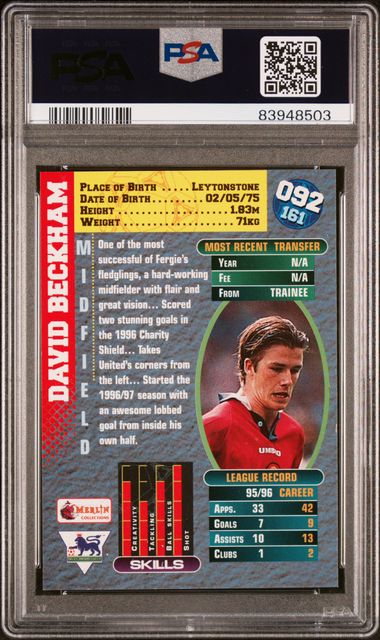 PSA
PSA
83948503
DAVID BECKHAM
MIDFIELD
PLACE OF BIRTH ..... LEYTONSTONE
DATE OF BIRTH ..... 02/05/75
HEIGHT ..... 1.83M
WEIGHT ..... 71KG
092
161
One of the most
successful of Fergie's
fledglings, a hard-working
midfielder with flair and
great vision... Scored
two stunning goals in
the 1996 Charity
Shield... Takes
United's corners from
the left... Started the
1996/97 season with
an awesome lobbed
goal from inside his
own half.
MOST RECENT TRANSFER
YEAR N/A
FEE N/A
FROM TRAINEE
UMBRO
LEAGUE RECORD
95/96 CAREER
APPS. 33 42
GOALS 7 9
ASSISTS 10 13
CLUBS 1 2
MERLIN
COLLECTIONS
CREATIVITY
TACKLING
BALL SKILLS
SHOT
SKILLS